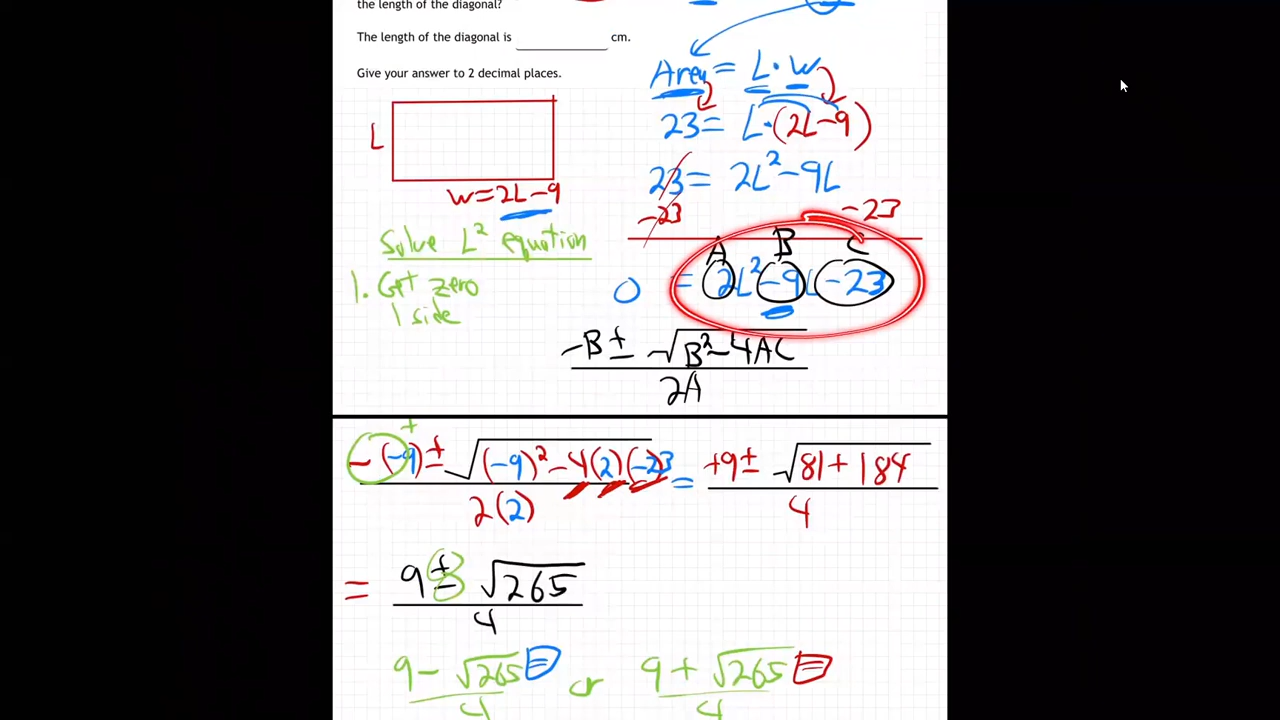 the length of the diagonal?
The length of the diagonal is ____________ cm.
Give your answer to 2 decimal places.
Area = L · W
23 = L·(2L-9)
23 = 2L²-9L
-23 -23
L
W=2L-9
Solve L² equation
1. Get zero
1 side
A B C
0 = 2L²-9L-23
-B ± √B²-4AC
2A
+
-(-9) ± √(-9)²-4(2)(-23 = +9 ± √81+184
2(2) 4
= 9 ± √265
4
9 - √265 = or 9 + √265 =
4 4